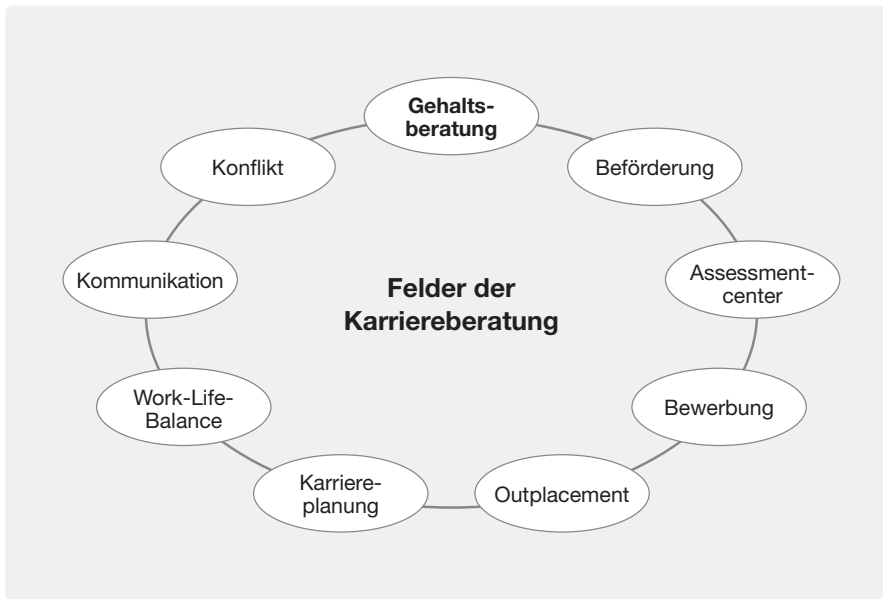 Gehalts-
beratung
Beförderung
Assessment-
center
Bewerbung
Outplacement
Karriere-
planung
Work-Life-
Balance
Kommunikation
Konflikt
Felder der
Karriereberatung